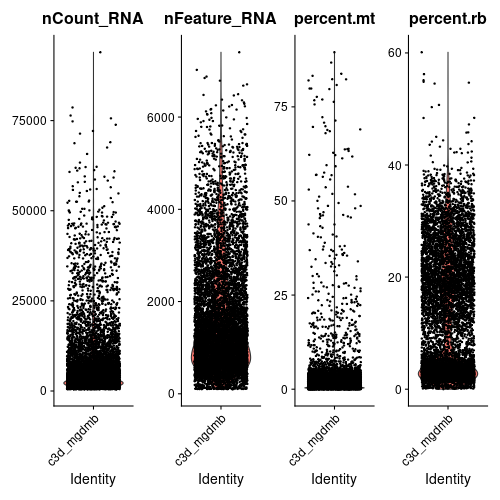 nCount_RNA nFeature_RNA percent.mt percent.rb
75000
50000
25000
0
c3d_mgdmb
Identity
6000
4000
2000
0
c3d_mgdmb
Identity
75
50
25
0
c3d_mgdmb
Identity
60
40
20
0
c3d_mgdmb
Identity